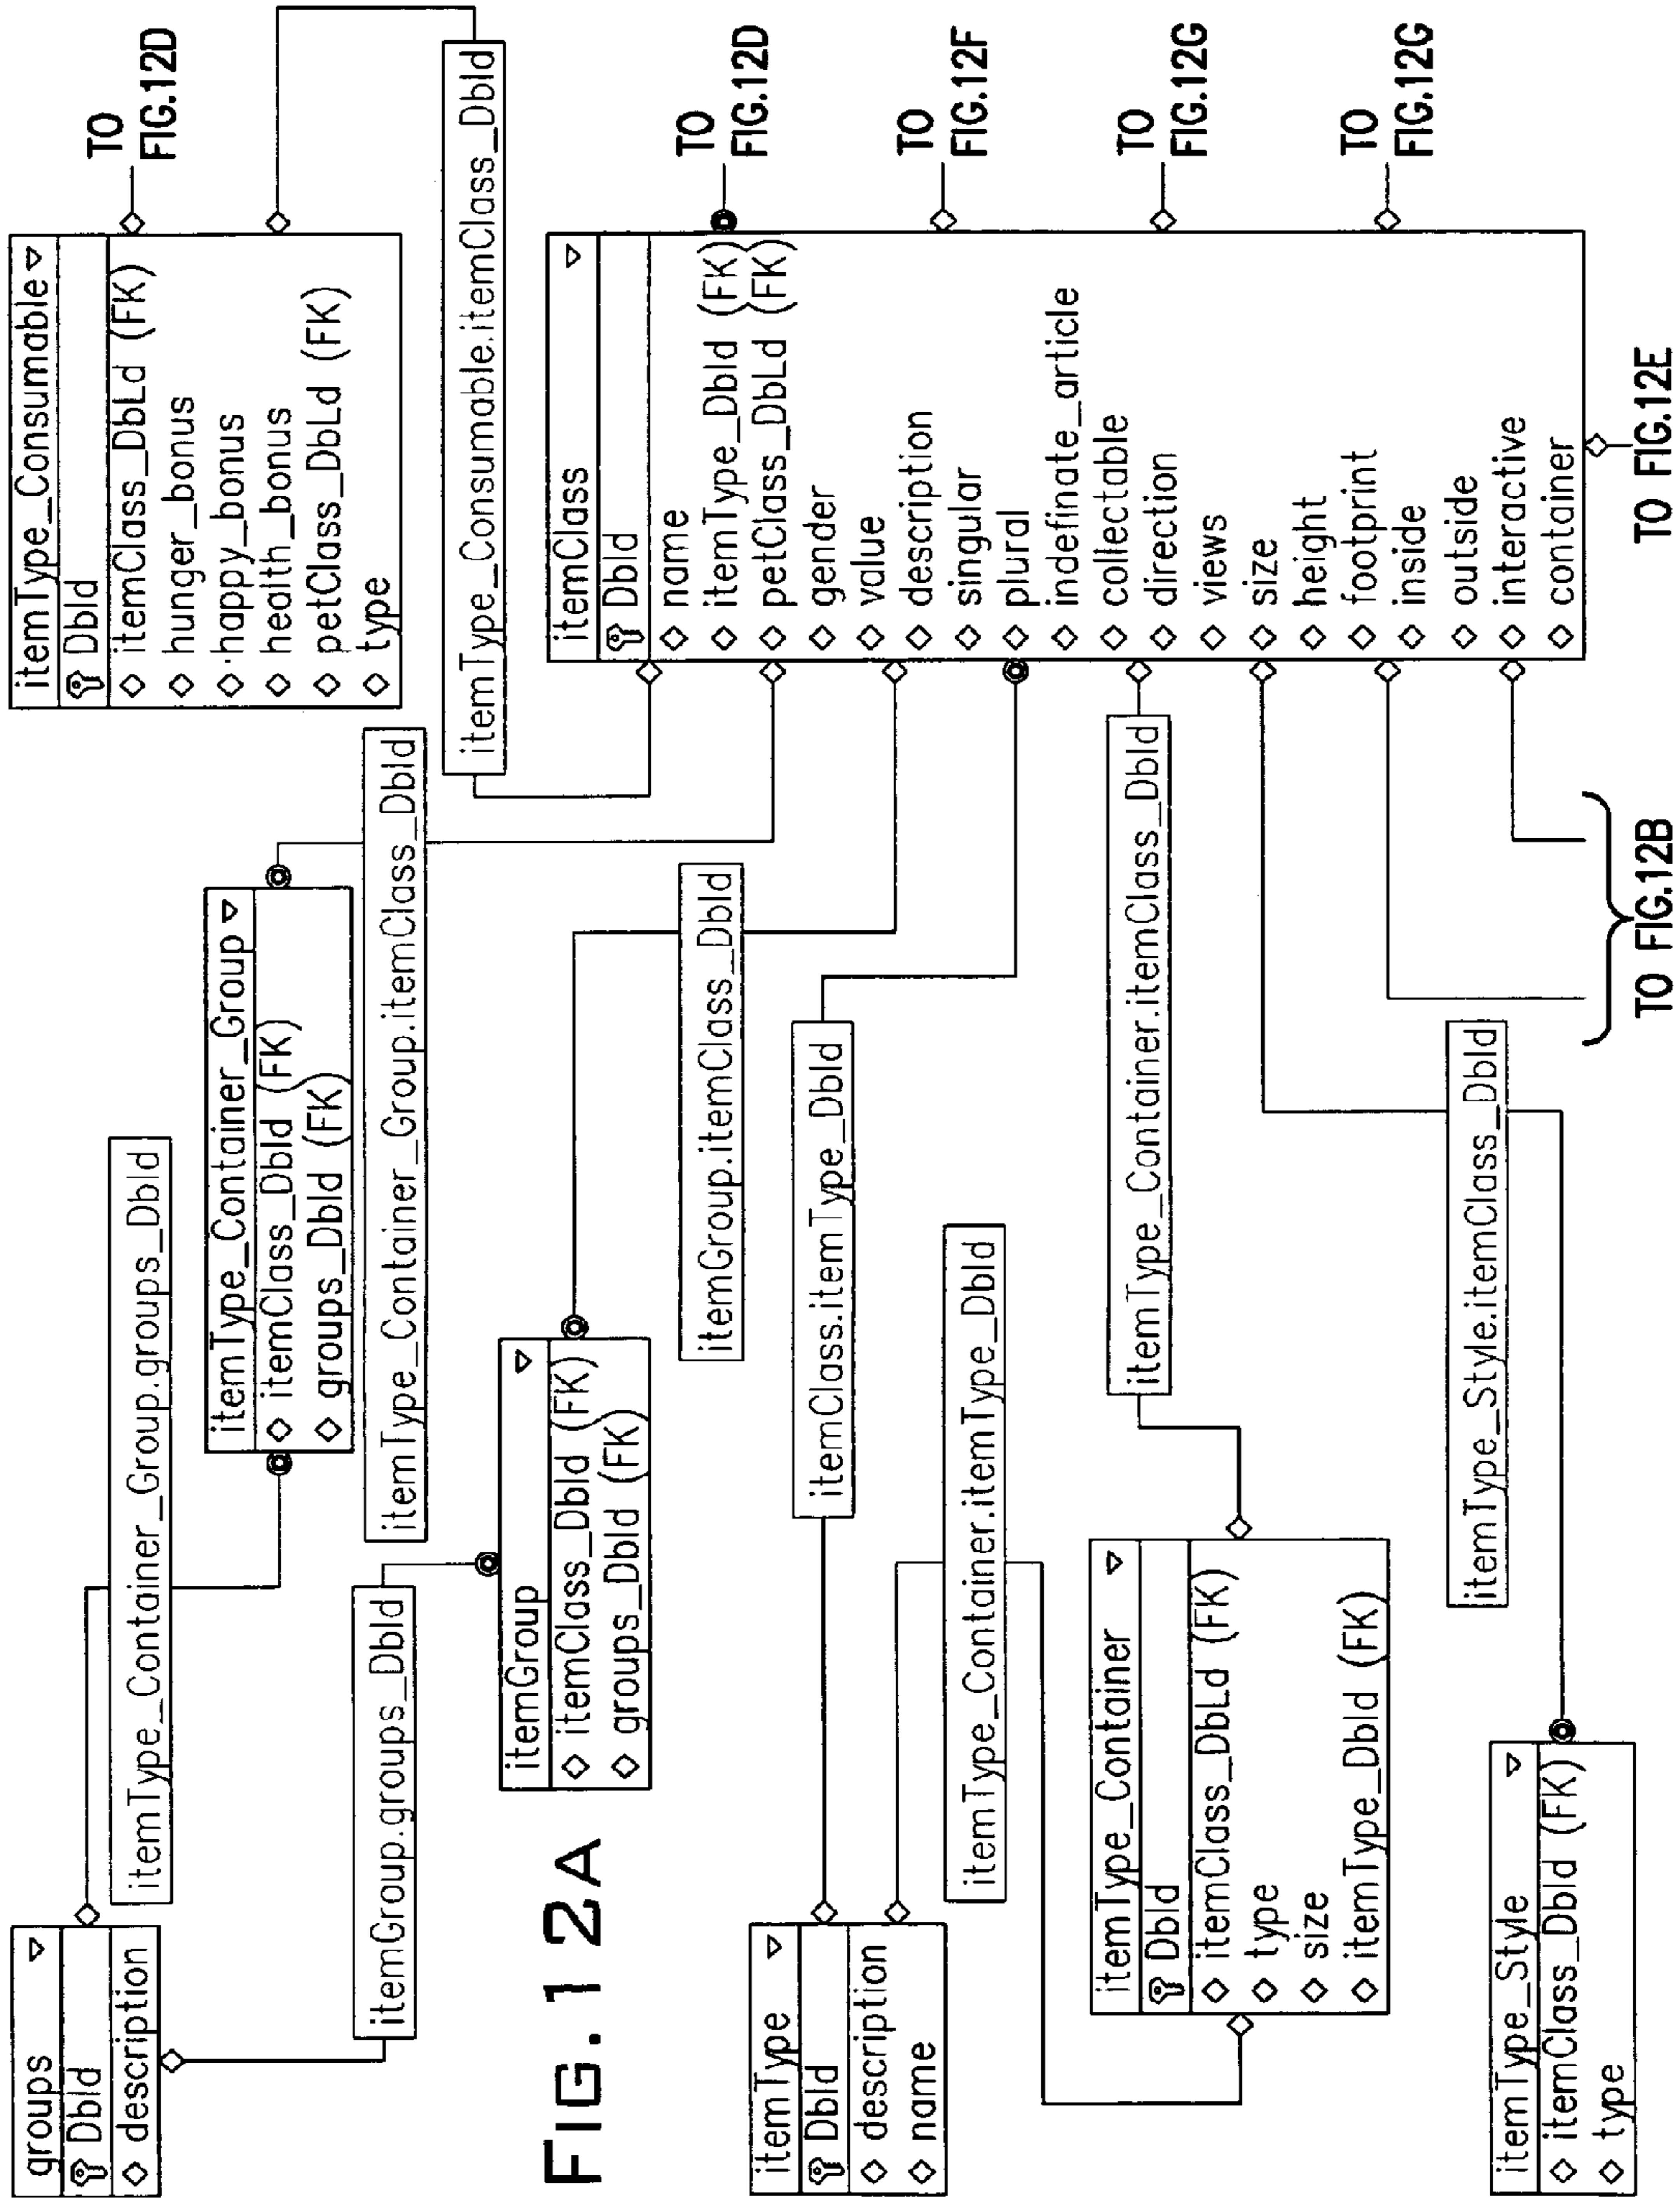 groups
DbId
description
itemType_Container_Group.groups_DbId
itemType_Container_Group
itemClass_DbId (FK)
groups_DbId (FK)
itemType_Container_Group.itemClass_DbId
itemType_Consumable
DbId
itemClass_DbLd (FK)
hunger_bonus
happy_bonus
health_bonus
petClass_DbLd (FK)
type
TO
FIG.12D
itemType_Consumable.itemClass_DbId
itemGroup.groups_DbId
itemGroup
itemClass_DbId (FK)
groups_DbId (FK)
itemGroup.itemClass_DbId
FIG. 12A
itemType
DbId
description
name
itemClass.itemType_DbId
itemType_Container.itemType_DbId
itemType_Container
DbId
itemClass_DbLd (FK)
type
size
itemType_DbId (FK)
itemType_Container.itemClass_DbId
itemType_Style
itemClass_DbId (FK)
type
itemType_Style.itemClass_DbId
itemClass
DbId
name
itemType_DbId (FK)
petClass_DbLd (FK)
gender
value
description
singular
plural
indefinate_article
collectable
direction
views
size
height
footprint
inside
outside
interactive
container
TO
FIG.12D
TO
FIG.12F
TO
FIG.12G
TO
FIG.12G
TO FIG.12B
TO FIG.12E